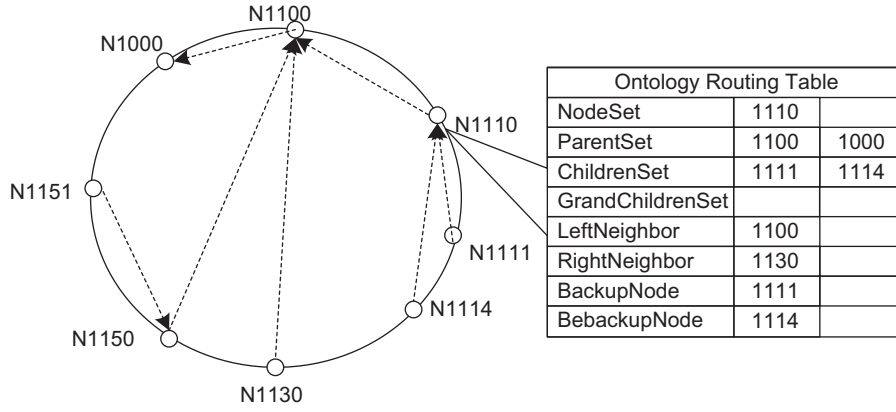 N1100
N1000
N1110
N1151
N1111
N1114
N1150
N1130
Ontology Routing Table
NodeSet 1110
ParentSet 1100 1000
ChildrenSet 1111 1114
GrandChildrenSet
LeftNeighbor 1100
RightNeighbor 1130
BackupNode 1111
BebackupNode 1114